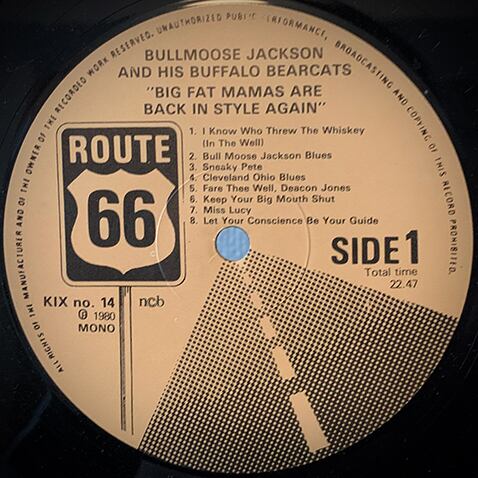 ALL RIGHTS OF THE MANUFACTURER AND OF THE OWNER OF THE RECORDED WORK RESERVED. UNAUTHORIZED PUBLIC PERFORMANCE, BROADCASTING AND COPYING OF THIS RECORD PROHIBITED.
BULLMOOSE JACKSON
AND HIS BUFFALO BEARCATS
"BIG FAT MAMAS ARE
BACK IN STYLE AGAIN"
ROUTE
66
1. I Know Who Threw The Whiskey
(In The Well)
2. Bull Moose Jackson Blues
3. Sneaky Pete
4. Cleveland Ohio Blues
5. Fare Thee Well, Deacon Jones
6. Keep Your Big Mouth Shut
7. Miss Lucy
8. Let Your Conscience Be Your Guide
SIDE 1
Total time
22.47
KIX no. 14 ncb
℗ 1980
MONO